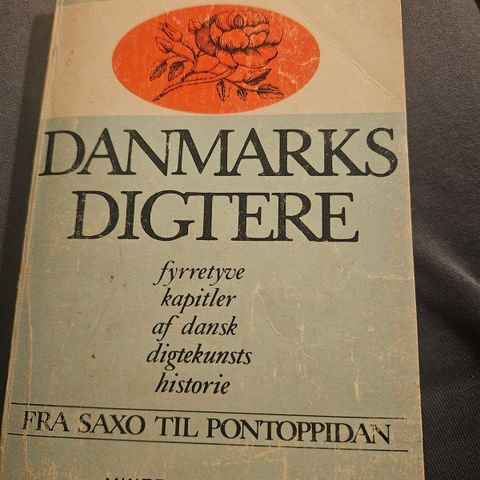 DANMARKS
DIGTERE
fyrretyve
kapitler
af dansk
digtekunsts
historie
FRA SAXO TIL PONTOPPIDAN